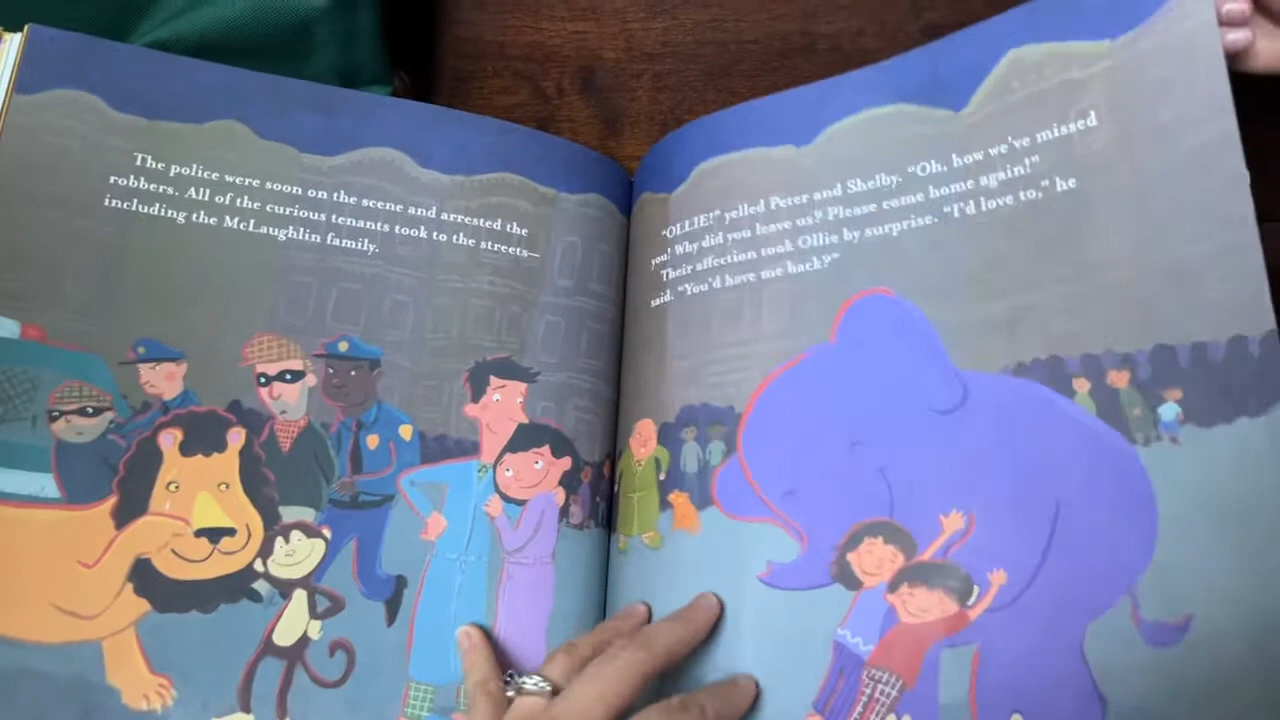 The police were soon on the scene and arrested the
robbers. All of the curious tenants took to the streets—
including the McLaughlin family.
“OLLIE!” yelled Peter and Shelby. “Oh, how we’ve missed
you! Why did you leave us? Please come home again!”
Their affection took Ollie by surprise. “I’d love to,” he
said. “You’d have me back?”